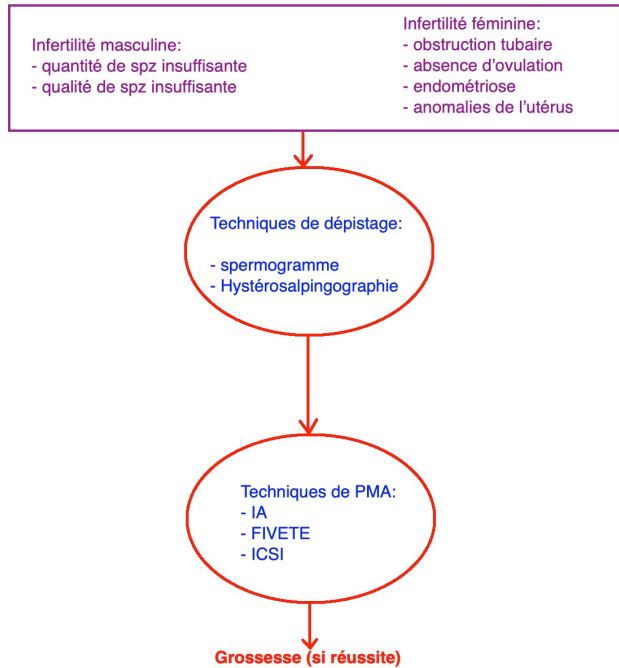 Infertilité masculine:
- quantité de spz insuffisante
- qualité de spz insuffisante
Infertilité féminine:
- obstruction tubaire
- absence d'ovulation
- endométriose
- anomalies de l'utérus
Techniques de dépistage:
- spermogramme
- Hystérosalpingographie
Techniques de PMA:
- IA
- FIVETE
- ICSI
Grossesse (si réussite)